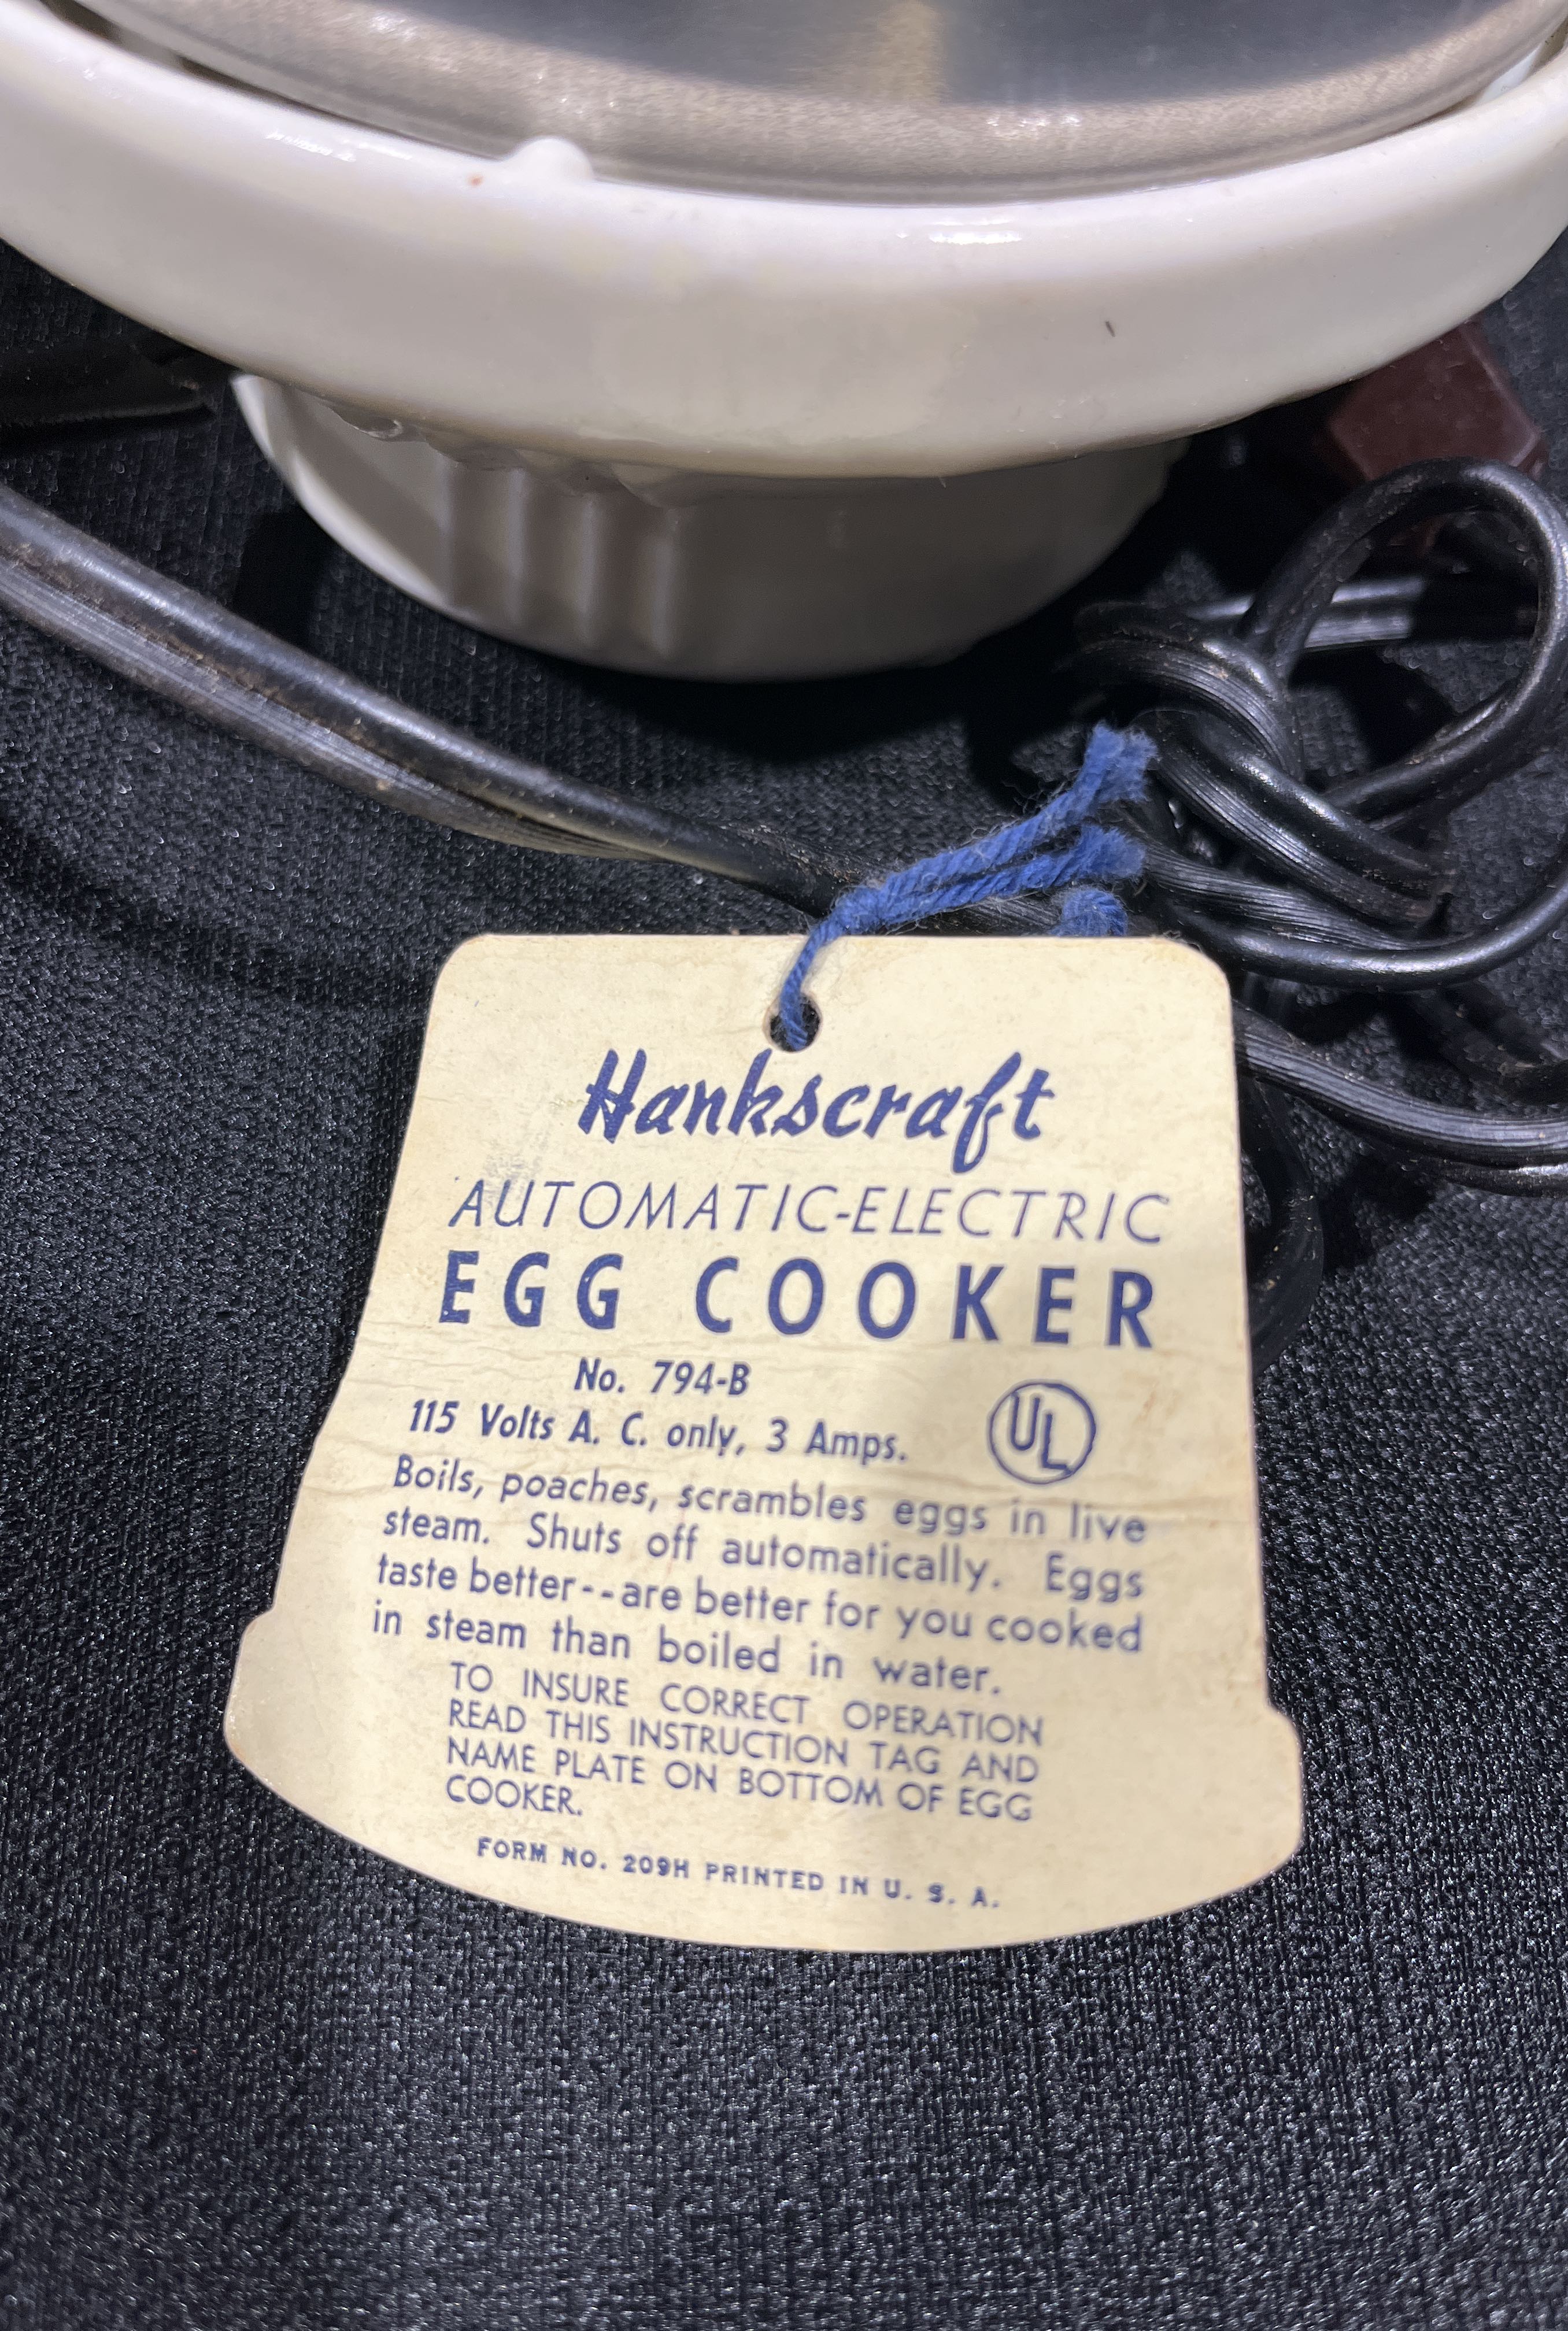 Hankscraft
AUTOMATIC-ELECTRIC
EGG COOKER
No. 794-B
115 Volts A. C. only, 3 Amps.
UL
Boils, poaches, scrambles eggs in live
steam. Shuts off automatically. Eggs
taste better--are better for you cooked
in steam than boiled in water.
TO INSURE CORRECT OPERATION
READ THIS INSTRUCTION TAG AND
NAME PLATE ON BOTTOM OF EGG
COOKER.
FORM NO. 209H PRINTED IN U. S. A.